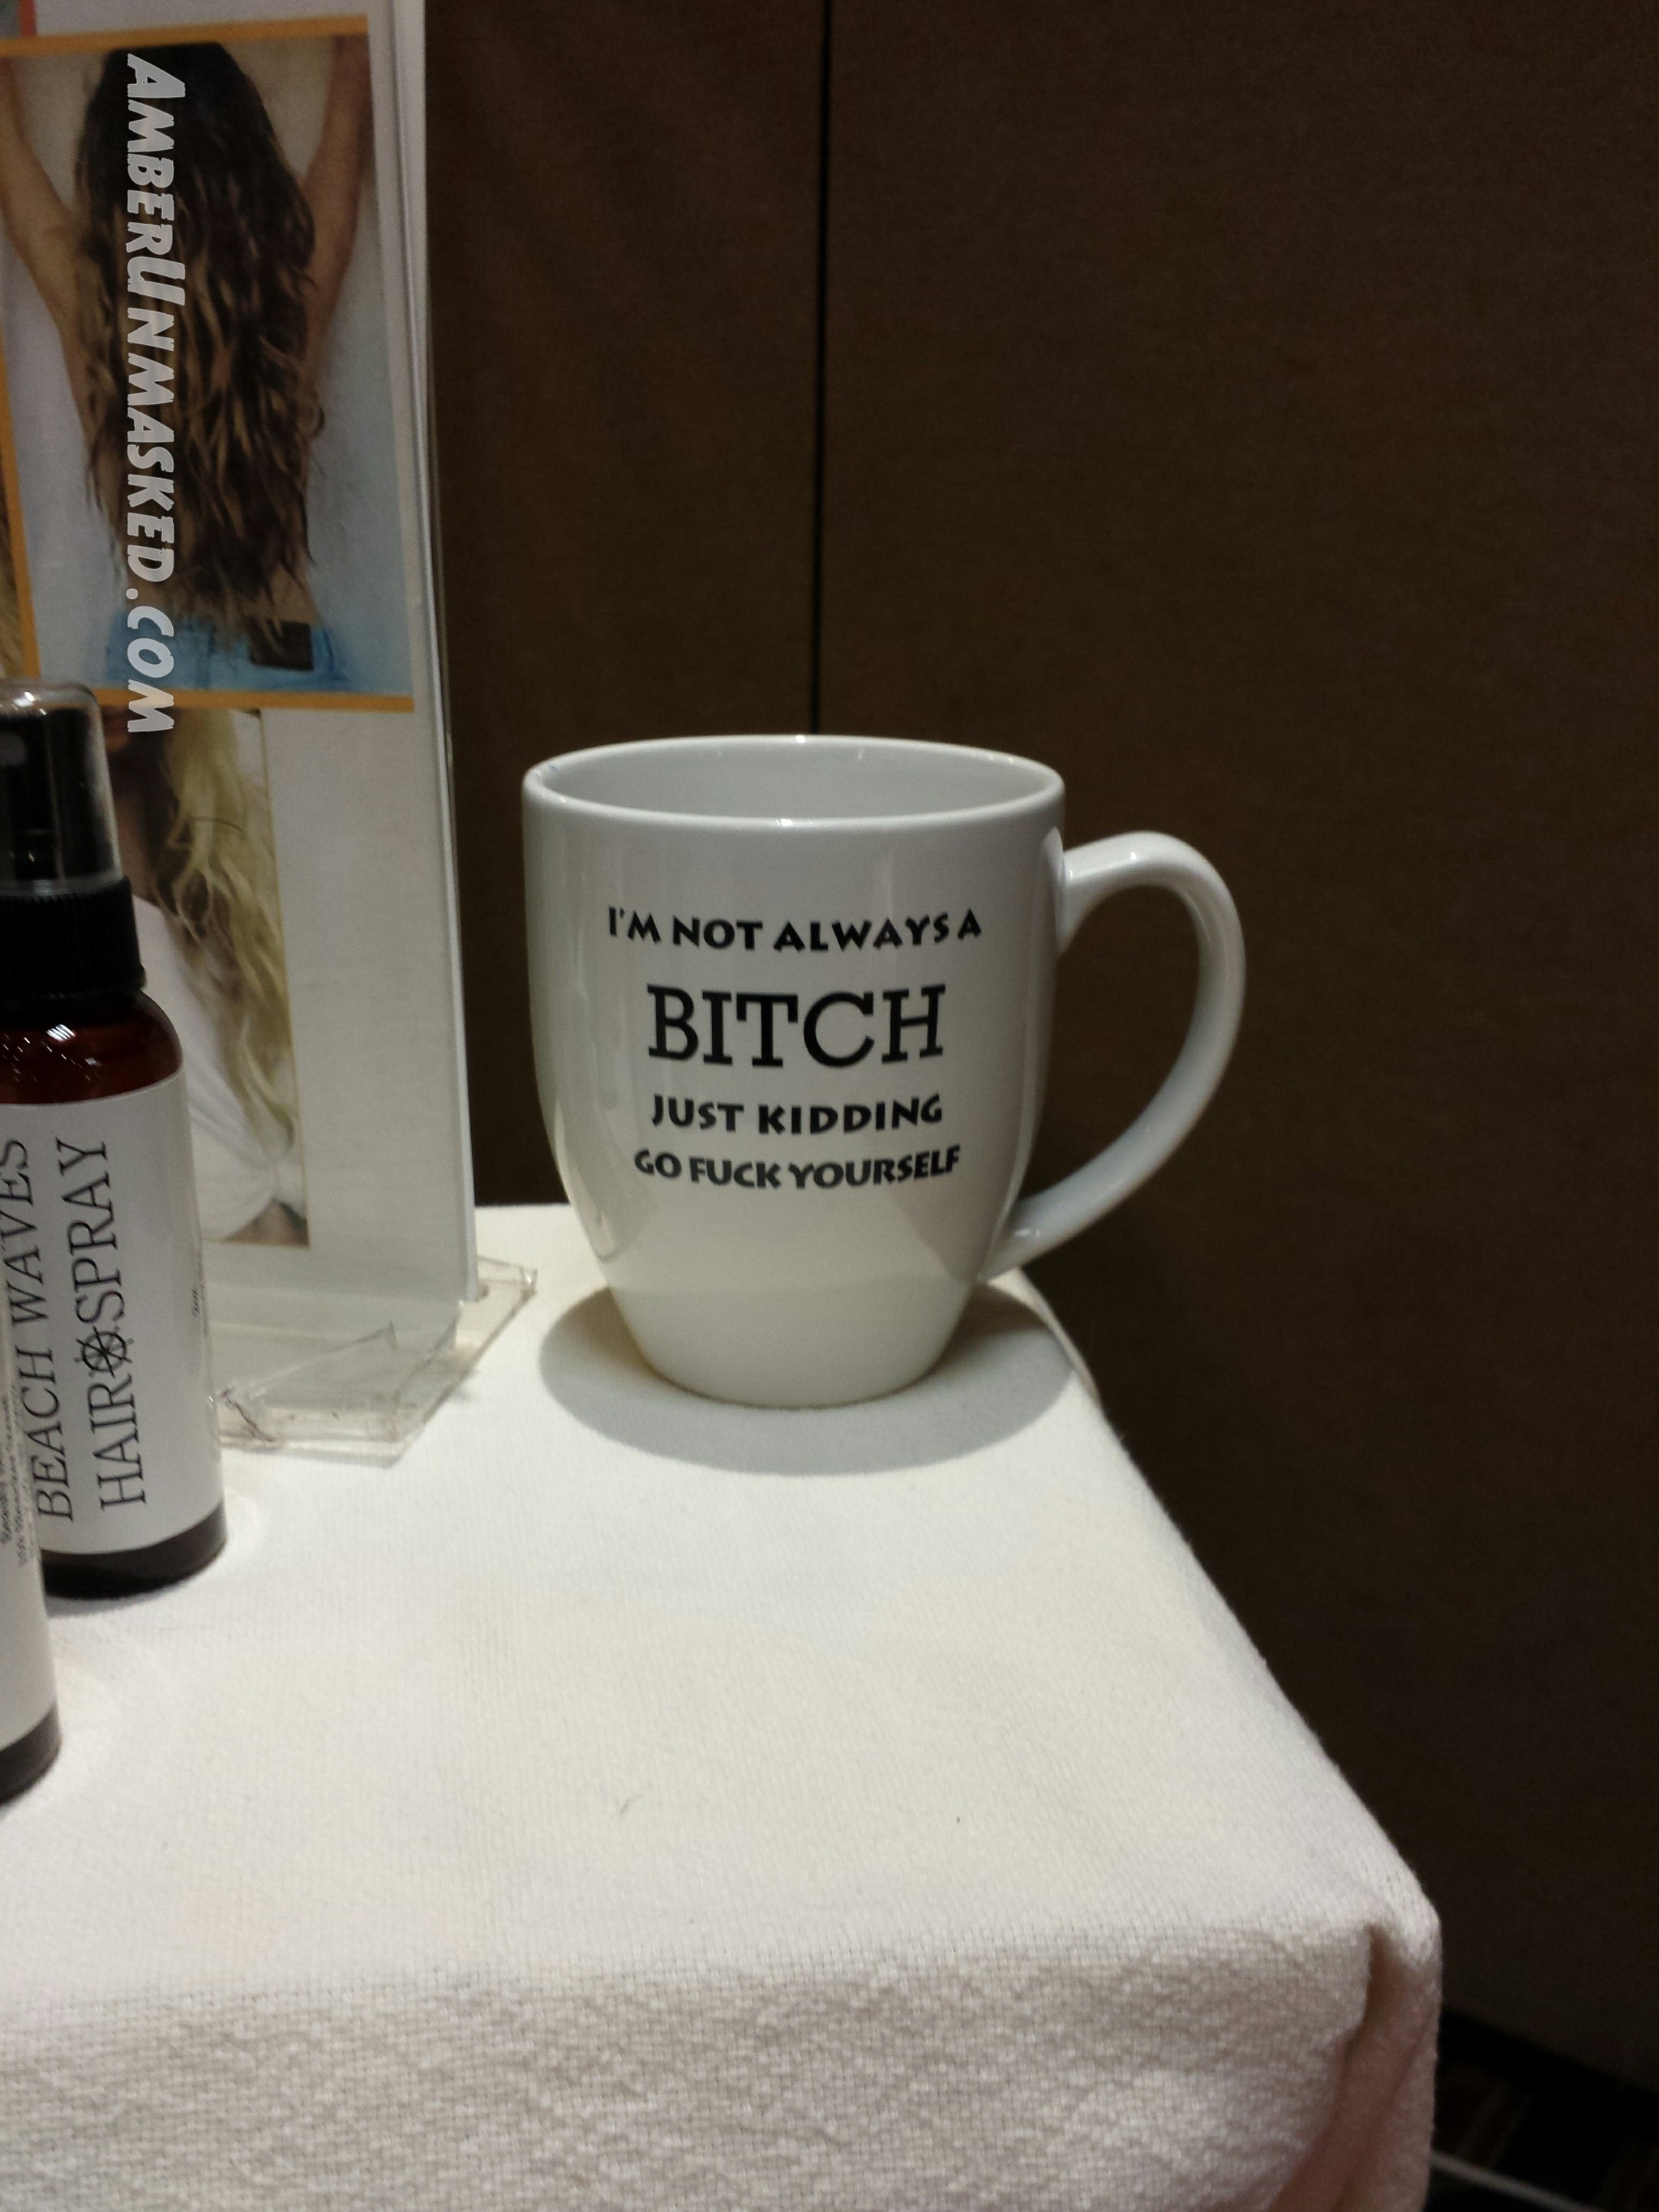 AMBERUNMASKED.COM
I'M NOT ALWAYS A
BITCH
JUST KIDDING
GO FUCK YOURSELF
BEACH WAVES
HAIR SPRAY